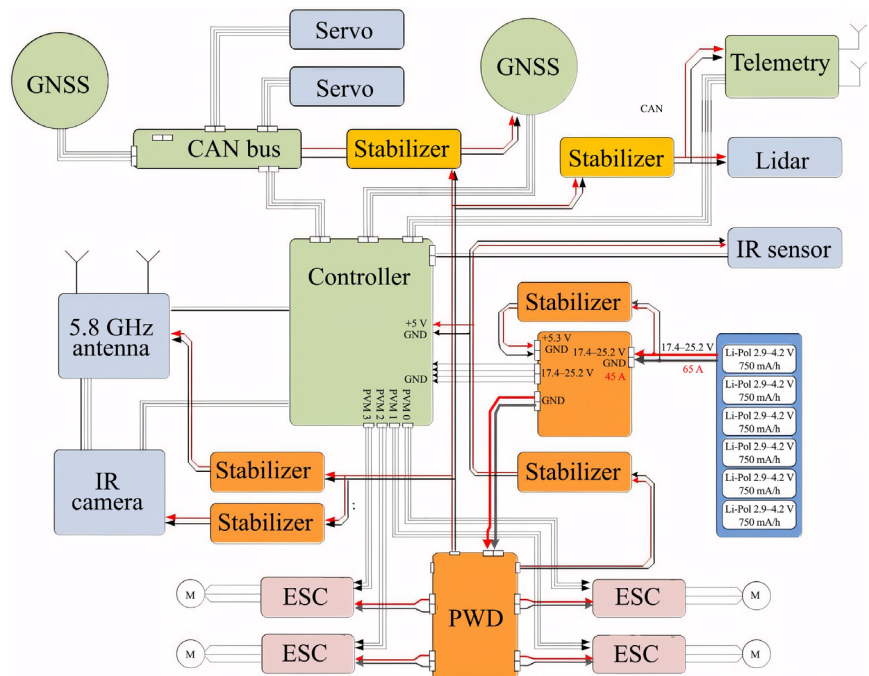 Servo
GNSS
GNSS
Servo
Telemetry
CAN
CAN bus
Stabilizer
Stabilizer
Lidar
IR sensor
Controller
Stabilizer
5.8 GHz
antenna
+5 V
GND
+5.3 V
GND
17.4–25.2 V
GND
17.4–25.2 V
65 A
45 A
17.4–25.2 V
GND
GND
Li-Pol 2.9–4.2 V
750 mA/h
Li-Pol 2.9–4.2 V
750 mA/h
Li-Pol 2.9–4.2 V
750 mA/h
Li-Pol 2.9–4.2 V
750 mA/h
Li-Pol 2.9–4.2 V
750 mA/h
Li-Pol 2.9–4.2 V
750 mA/h
PVM 3
PVM 2
PVM 1
PVM 0
IR
camera
Stabilizer
Stabilizer
Stabilizer
M
ESC
PWD
ESC
M
M
ESC
ESC
M